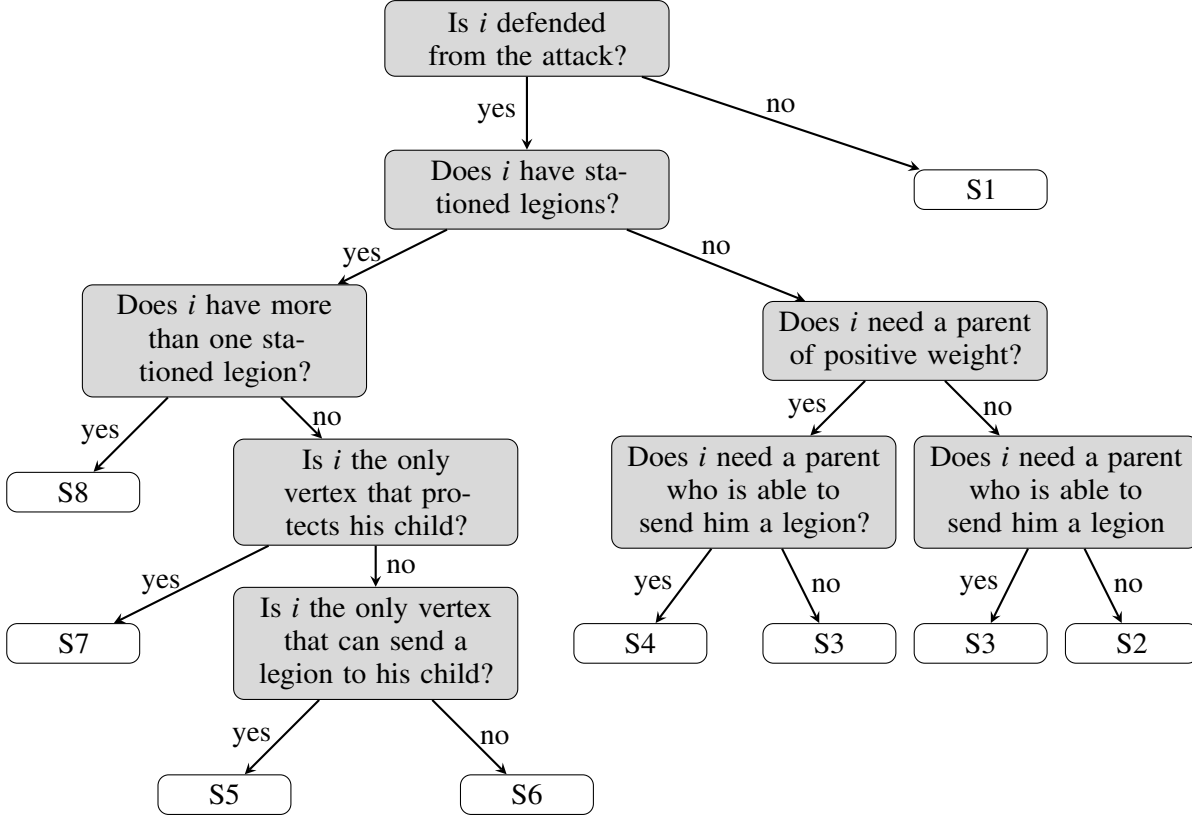 Is i defended
from the attack?
yes
no
Does i have sta-
tioned legions?
S1
yes
no
Does i have more
than one sta-
tioned legion?
Does i need a parent
of positive weight?
yes
no
yes
no
S8
Is i the only
vertex that pro-
tects his child?
Does i need a parent
who is able to
send him a legion?
Does i need a parent
who is able to
send him a legion
yes
no
yes
no
yes
no
S7
Is i the only vertex
that can send a
legion to his child?
S4
S3
S3
S2
yes
no
S5
S6